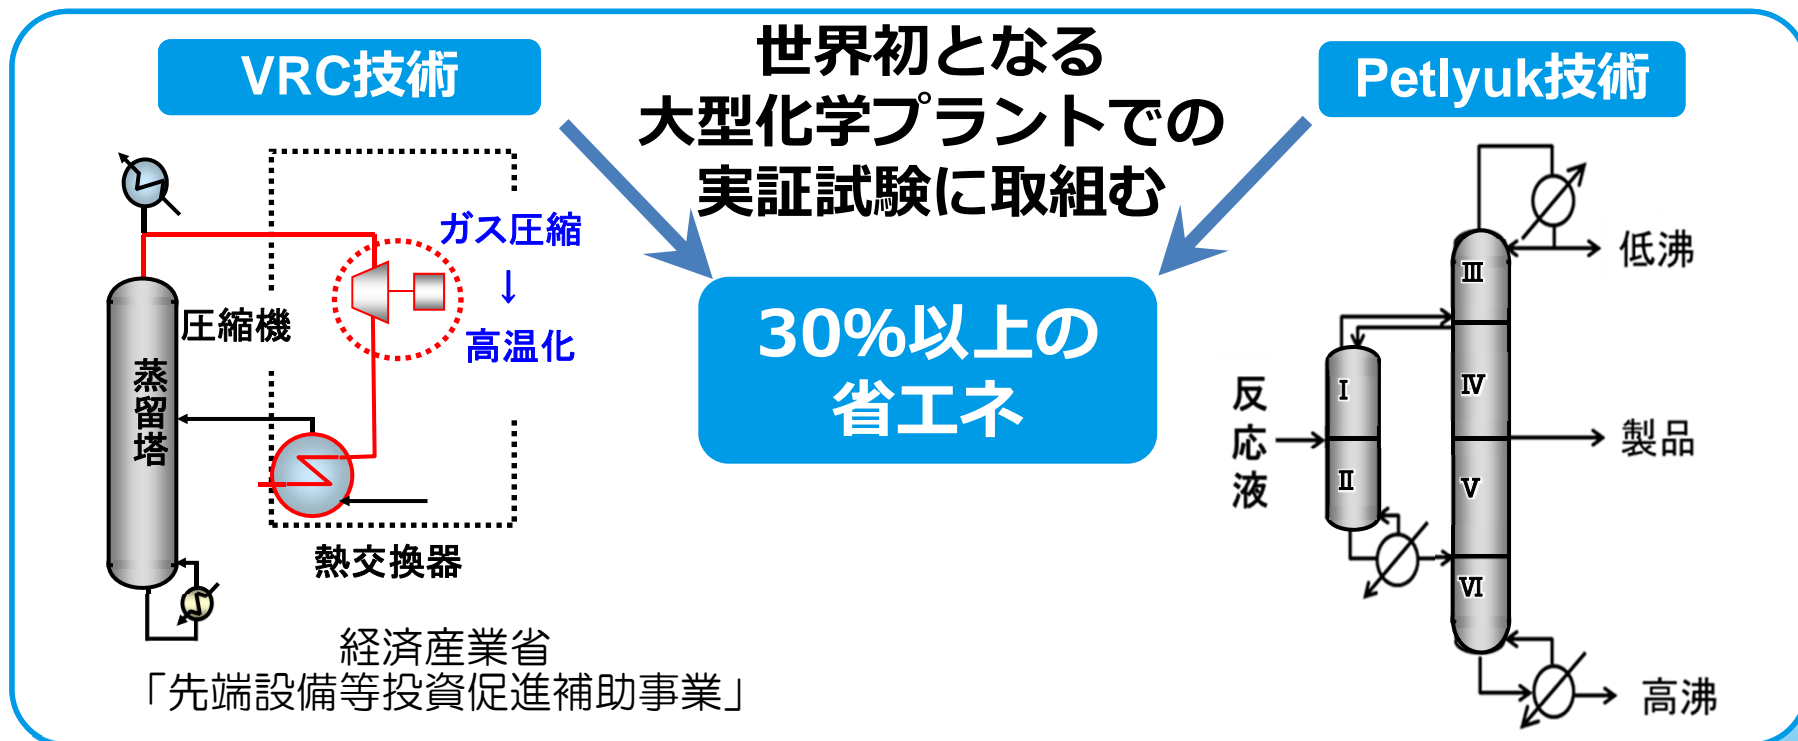 VRC技術
世界初となる
大型化学プラントでの
実証試験に取組む
Petlyuk技術
ガス圧縮
↓
高温化
圧縮機
蒸留塔
熱交換器
経済産業省
「先端設備等投資促進補助事業」
30%以上の
省エネ
低沸
製品
高沸
反応液
Ⅰ
Ⅱ
Ⅲ
Ⅳ
Ⅴ
Ⅵ